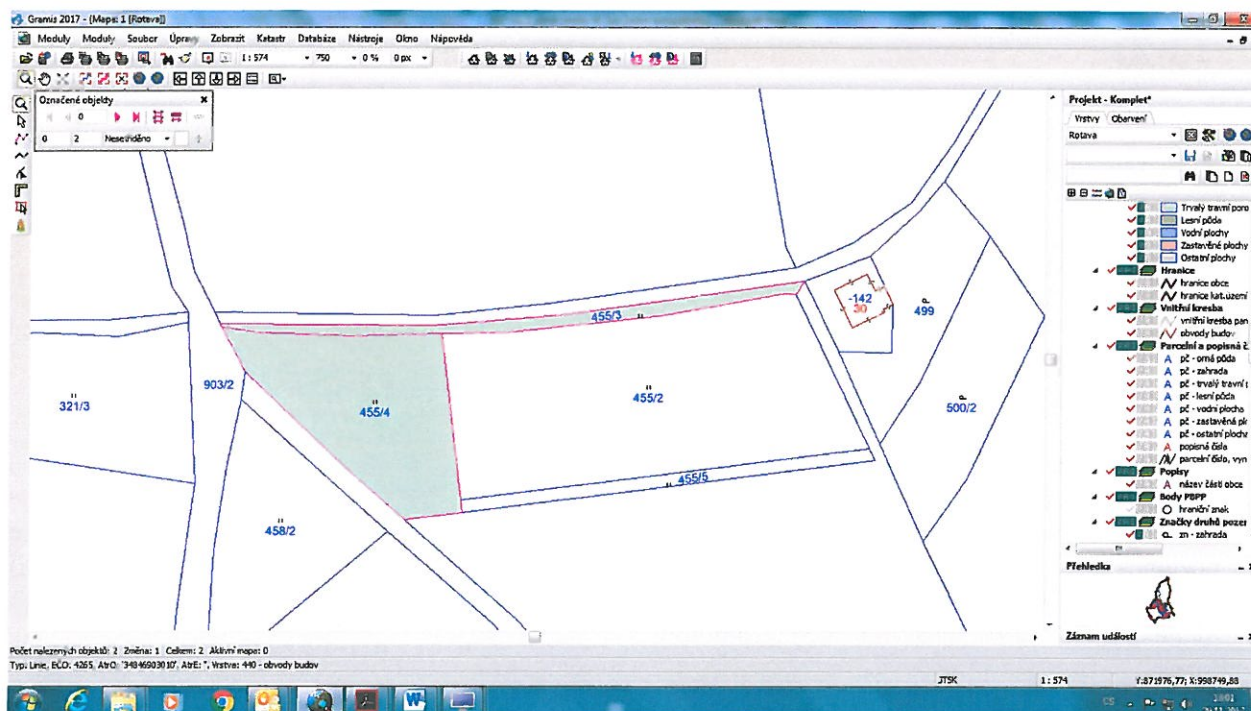 Gramis 2017 - (Mapa: 1 [Rotava])
Moduly Moduly Soubor Úpravy Zobrazit Katastr Databáze Nástroje Okno Nápověda
1:574 750 0 % 0 px
Označené objekty
0
0 2 Nesetříděno
Projekt - Komplet*
Vrstvy Obarvení
Rotava
Trvalý travní poro
Lesní půda
Vodní plochy
Zastavěné plochy
Ostatní plochy
Hranice
hranice obce
hranice kat.území
Vnitřní kresba
vnitřní kresba par
obvody budov
Parcelní a popisná č
pč - orná půda
pč - zahrada
pč - trvalý travní p
pč - lesní půda
pč - vodní plocha
pč - zastavěná pl
pč - ostatní plocha
popisná čísla
parcelní číslo, vyn
Popisy
název části obce
Body PBPP
hraniční znak
Značky druhů pozer
zn - zahrada
Přehledka
Záznam událostí
455/3
-142
30
499
903/2
321/3
455/4
455/2
500/2
455/5
458/2
Počet nalezených objektů: 2 Změna: 1 Celkem: 2 Aktivní mapa: 0
Typ: Linie, EČO: 4265, AtrO: '34846903010', AtrE: '', Vrstva: 440 - obvody budov
JTSK 1:574 Y:871976,77; X:998749,88
CS